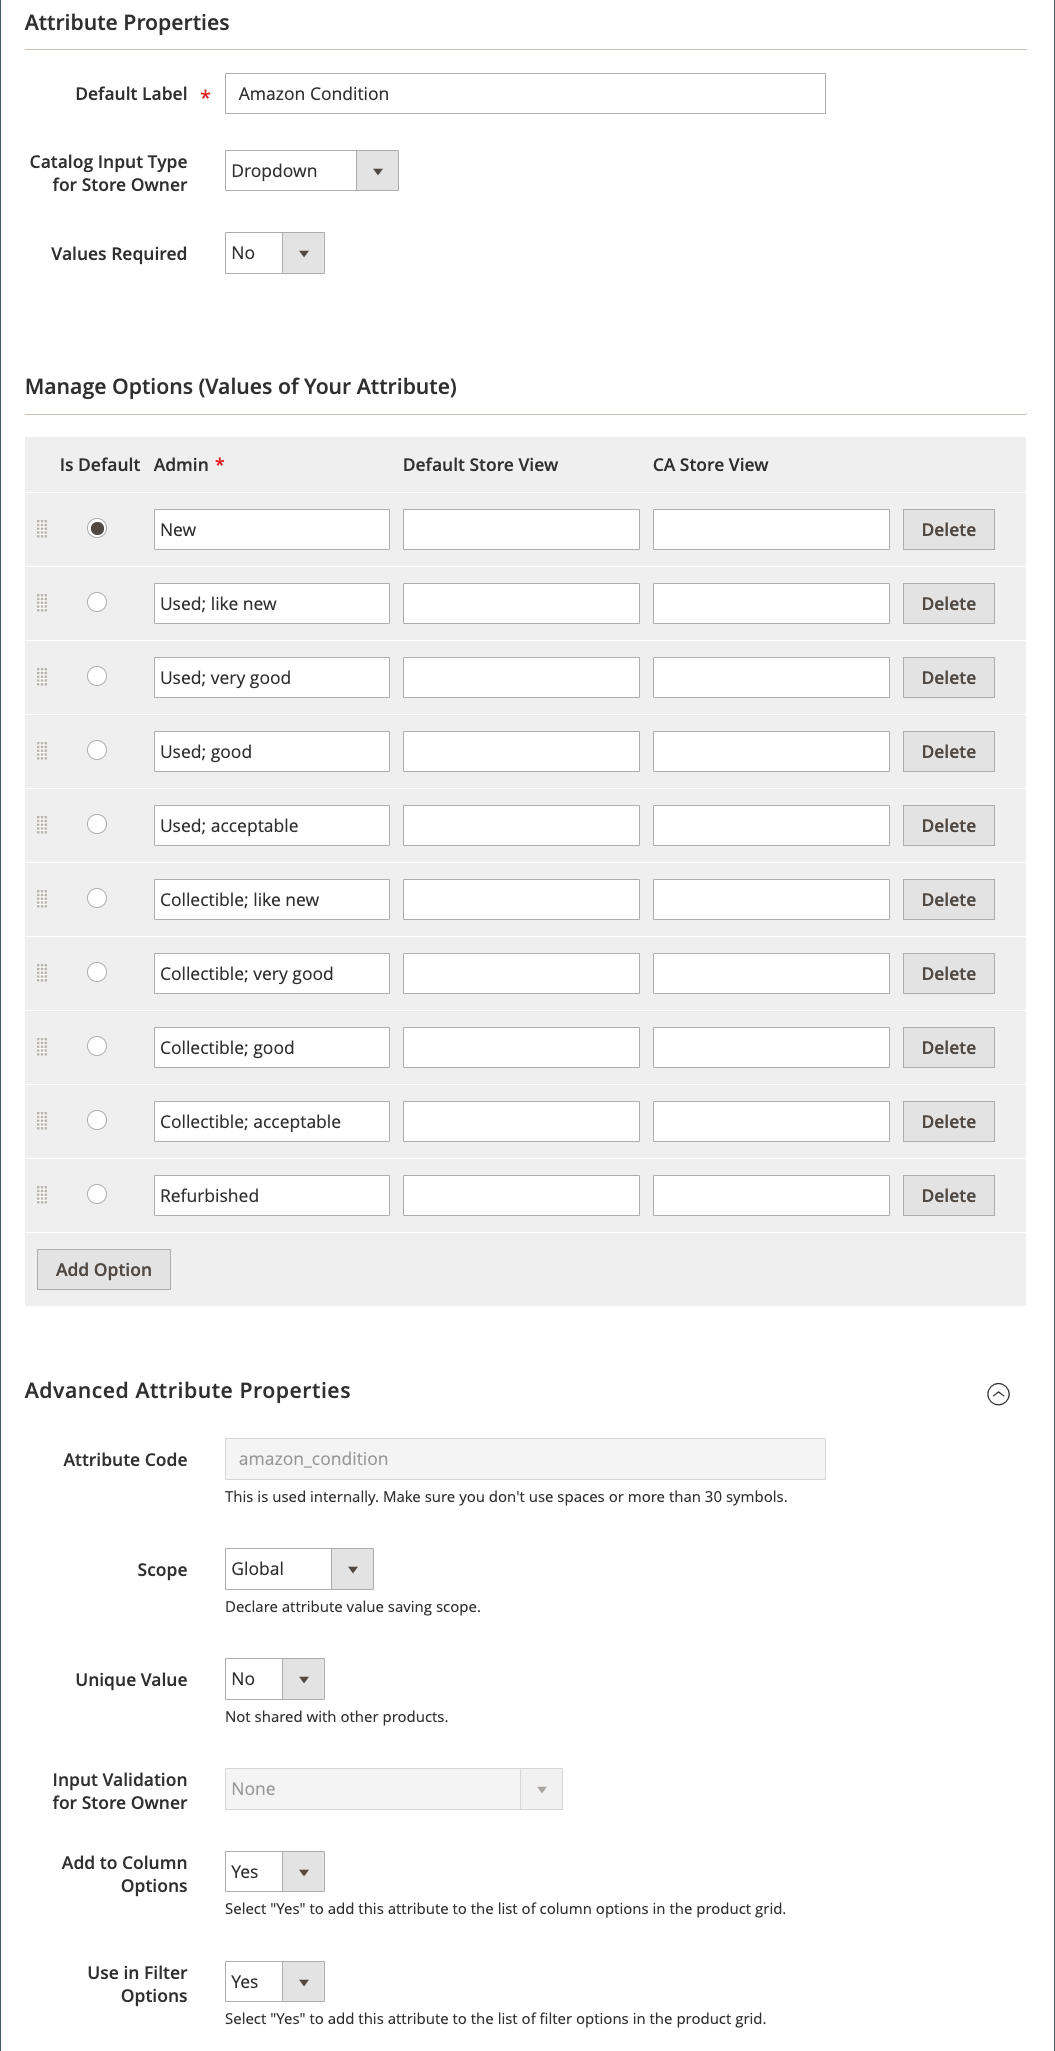 Attribute Properties
Default Label * Amazon Condition
Catalog Input Type
for Store Owner
Dropdown
Values Required No
Manage Options (Values of Your Attribute)
Is Default Admin * Default Store View CA Store View
New Delete
Used; like new Delete
Used; very good Delete
Used; good Delete
Used; acceptable Delete
Collectible; like new Delete
Collectible; very good Delete
Collectible; good Delete
Collectible; acceptable Delete
Refurbished Delete
Add Option
Advanced Attribute Properties
Attribute Code amazon_condition
This is used internally. Make sure you don't use spaces or more than 30 symbols.
Scope Global
Declare attribute value saving scope.
Unique Value No
Not shared with other products.
Input Validation
for Store Owner
None
Add to Column
Options
Yes
Select "Yes" to add this attribute to the list of column options in the product grid.
Use in Filter
Options
Yes
Select "Yes" to add this attribute to the list of filter options in the product grid.